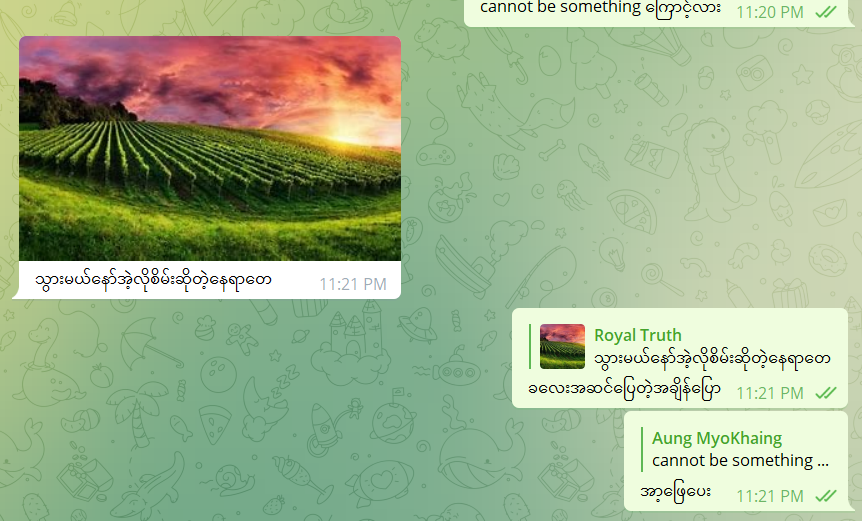 cannot be something ကြောင့်လား 11:20 PM
သွားမယ်နော်အဲ့လိုစိမ်းဆိုတဲ့နေရာတေ 11:21 PM
Royal Truth
သွားမယ်နော်အဲ့လိုစိမ်းဆိုတဲ့နေရာတေ
ခလေးအဆင်ပြေတဲ့အချိန်ပြော 11:21 PM
Aung MyoKhaing
cannot be something ...
အာ့ဖြေပေး 11:21 PM